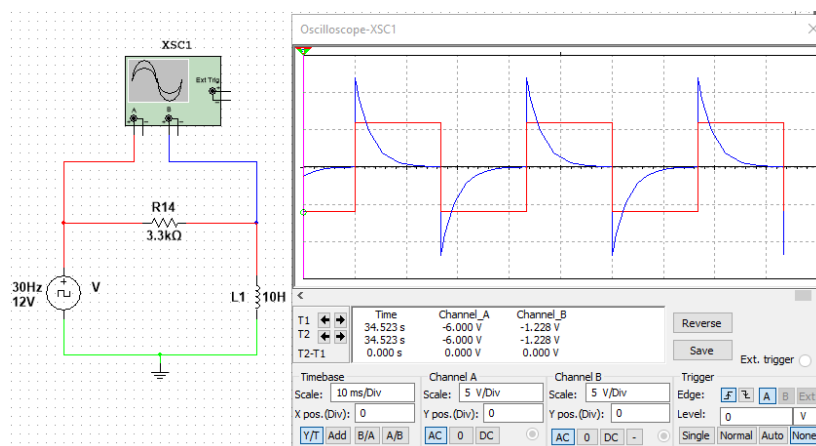 XSC1
Ext Trig
+
A
B
+
+
R14
3.3kΩ
30Hz
12V
+
V
L1
10H
Oscilloscope-XSC1
Time Channel_A Channel_B
T1 34.523 s -6.000 V -1.228 V
T2 34.523 s -6.000 V -1.228 V
T2-T1 0.000 s 0.000 V 0.000 V
Reverse
Save
Ext. trigger
Timebase
Scale: 10 ms/Div
X pos.(Div): 0
Y/T Add B/A A/B
Channel A
Scale: 5 V/Div
Y pos.(Div): 0
AC 0 DC
Channel B
Scale: 5 V/Div
Y pos.(Div): 0
AC 0 DC -
Trigger
Edge: A B Ext
Level: 0 V
Single Normal Auto None